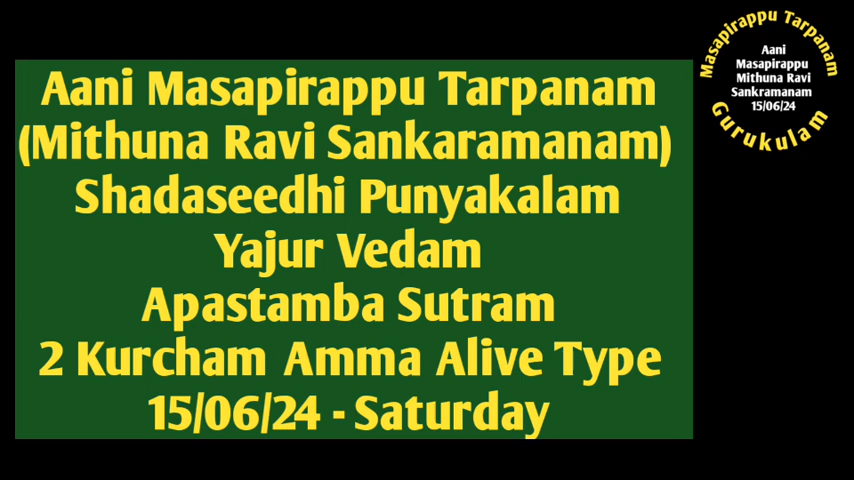 Aani Masapirappu Tarpanam
(Mithuna Ravi Sankaramanam)
Shadaseedhi Punyakalam
Yajur Vedam
Apastamba Sutram
2 Kurcham Amma Alive Type
15/06/24 - Saturday
Masapirappu Tarpanam
Aani
Masapirappu
Mithuna Ravi
Sankramanam
15/06/24
Gurukulam